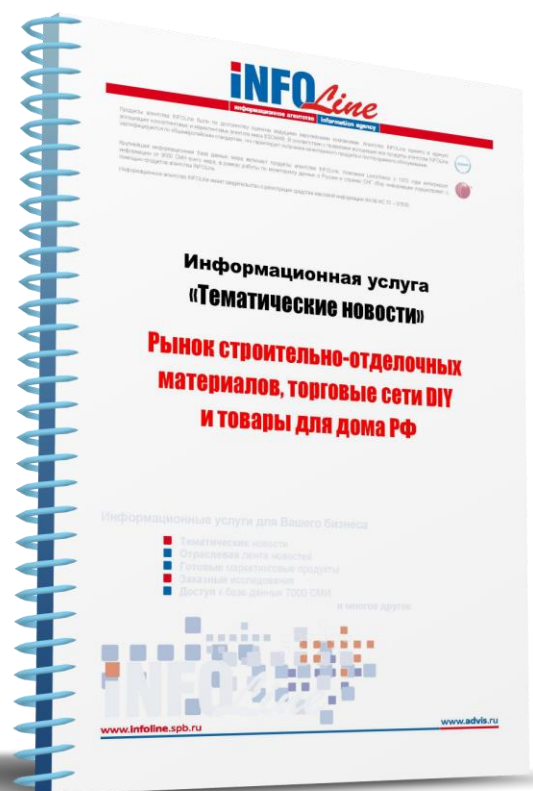 iNFOLine
информационное агентство information agency
Информационная услуга
«Тематические новости»
Рынок строительно-отделочных
материалов, торговые сети DIY
и товары для дома РФ
Информационные услуги для Вашего бизнеса
Тематические новости
Отраслевая лента новостей
Готовые маркетинговые продукты
Заказные исследования
Доступ к базе данных 7000 СМИ
и многое другое
iNFOLine
www.infoline.spb.ru
www.advis.ru